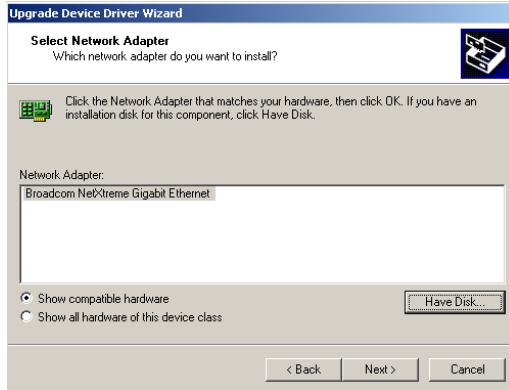 Upgrade Device Driver Wizard
Select Network Adapter
Which network adapter do you want to install?
Click the Network Adapter that matches your hardware, then click OK. If you have an
installation disk for this component, click Have Disk.
Network Adapter:
Broadcom NetXtreme Gigabit Ethernet
Show compatible hardware
Have Disk...
Show all hardware of this device class
< Back
Next >
Cancel